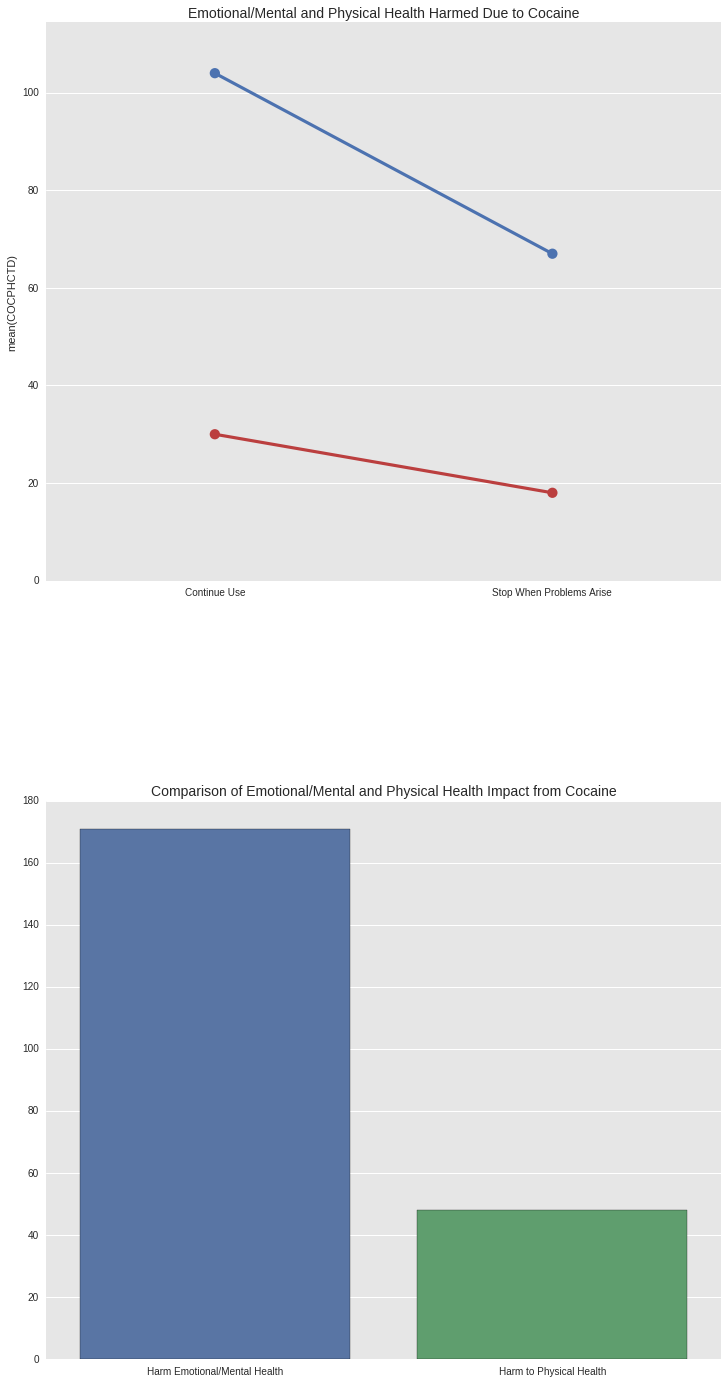 Emotional/Mental and Physical Health Harmed Due to Cocaine
100
80
60
40
20
0
mean(COCPHCTD)
Continue Use
Stop When Problems Arise
Comparison of Emotional/Mental and Physical Health Impact from Cocaine
180
160
140
120
100
80
60
40
20
0
Harm Emotional/Mental Health
Harm to Physical Health